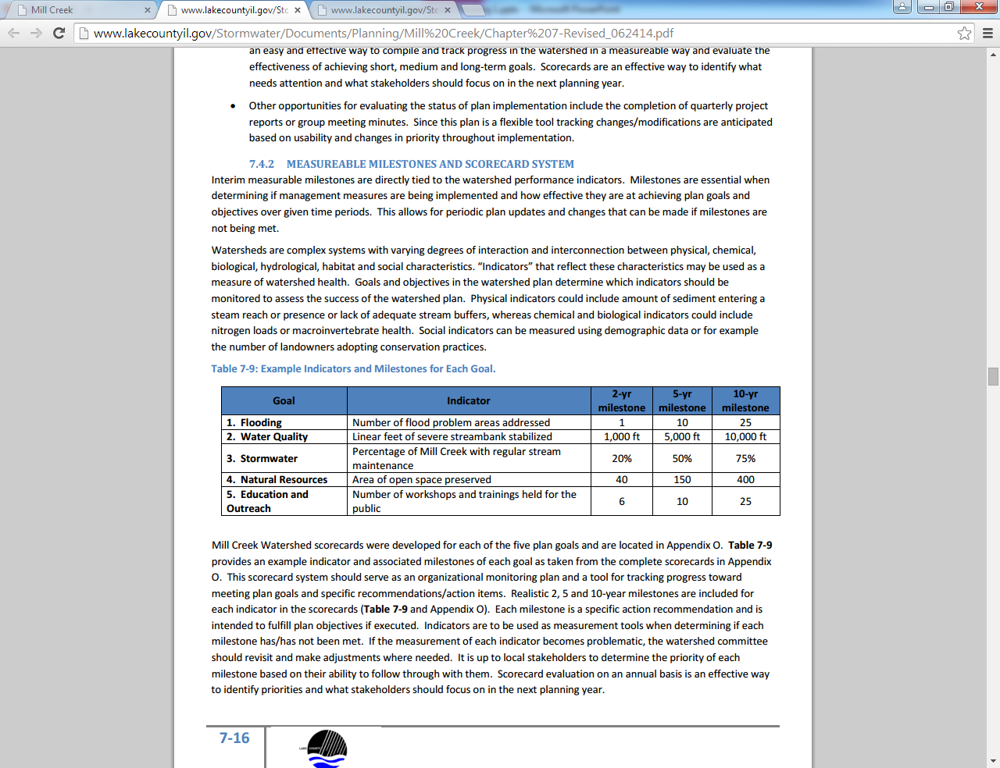 Mill Creek
www.lakecountyil.gov/Stc
www.lakecountyil.gov/Stc
Microsoft PowerPoint
www.lakecountyil.gov/Stormwater/Documents/Planning/Mill%20Creek/Chapter%207-Revised_062414.pdf
an easy and effective way to compile and track progress in the watershed in a measureable way and evaluate the
effectiveness of achieving short, medium and long-term goals.  Scorecards are an effective way to identify what
needs attention and what stakeholders should focus on in the next planning year.
• Other opportunities for evaluating the status of plan implementation include the completion of quarterly project
reports or group meeting minutes.  Since this plan is a flexible tool tracking changes/modifications are anticipated
based on usability and changes in priority throughout implementation.
7.4.2 MEASUREABLE MILESTONES AND SCORECARD SYSTEM
Interim measurable milestones are directly tied to the watershed performance indicators.  Milestones are essential when
determining if management measures are being implemented and how effective they are at achieving plan goals and
objectives over given time periods.  This allows for periodic plan updates and changes that can be made if milestones are
not being met.
Watersheds are complex systems with varying degrees of interaction and interconnection between physical, chemical,
biological, hydrological, habitat and social characteristics. “Indicators” that reflect these characteristics may be used as a
measure of watershed health.  Goals and objectives in the watershed plan determine which indicators should be
monitored to assess the success of the watershed plan.  Physical indicators could include amount of sediment entering a
steam reach or presence or lack of adequate stream buffers, whereas chemical and biological indicators could include
nitrogen loads or macroinvertebrate health.  Social indicators can be measured using demographic data or for example
the number of landowners adopting conservation practices.
Table 7-9: Example Indicators and Milestones for Each Goal.
Goal Indicator 2-yr milestone 5-yr milestone 10-yr milestone
1. Flooding Number of flood problem areas addressed 1 10 25
2. Water Quality Linear feet of severe streambank stabilized 1,000 ft 5,000 ft 10,000 ft
3. Stormwater Percentage of Mill Creek with regular stream maintenance 20% 50% 75%
4. Natural Resources Area of open space preserved 40 150 400
5. Education and Outreach Number of workshops and trainings held for the public 6 10 25
Mill Creek Watershed scorecards were developed for each of the five plan goals and are located in Appendix O.  Table 7-9
provides an example indicator and associated milestones of each goal as taken from the complete scorecards in Appendix
O.  This scorecard system should serve as an organizational monitoring plan and a tool for tracking progress toward
meeting plan goals and specific recommendations/action items.  Realistic 2, 5 and 10-year milestones are included for
each indicator in the scorecards (Table 7-9 and Appendix O).  Each milestone is a specific action recommendation and is
intended to fulfill plan objectives if executed.  Indicators are to be used as measurement tools when determining if each
milestone has/has not been met.  If the measurement of each indicator becomes problematic, the watershed committee
should revisit and make adjustments where needed.  It is up to local stakeholders to determine the priority of each
milestone based on their ability to follow through with them.  Scorecard evaluation on an annual basis is an effective way
to identify priorities and what stakeholders should focus on in the next planning year.
7-16
LAKE COUNTY